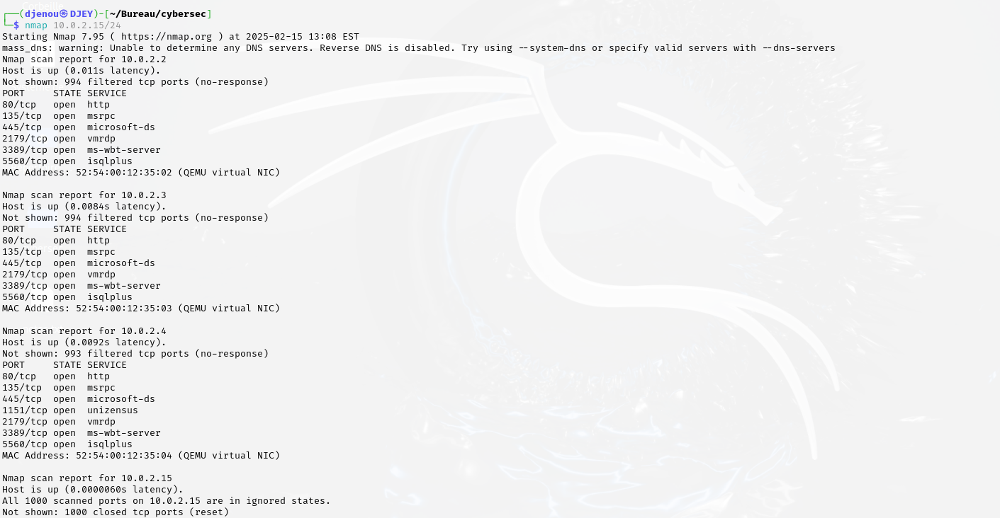 Corbeille
┌──(djenou㉿DJEY)-[~/Bureau/cybersec]
└─$ nmap 10.0.2.15/24
Starting Nmap 7.95 ( https://nmap.org ) at 2025-02-15 13:08 EST
mass_dns: warning: Unable to determine any DNS servers. Reverse DNS is disabled. Try using --system-dns or specify valid servers with --dns-servers
Nmap scan report for 10.0.2.2
Host is up (0.011s latency).
Not shown: 994 filtered tcp ports (no-response)
PORT     STATE SERVICE
80/tcp   open  http
135/tcp  open  msrpc
445/tcp  open  microsoft-ds
2179/tcp open  vmrdp
3389/tcp open  ms-wbt-server
5560/tcp open  isqlplus
MAC Address: 52:54:00:12:35:02 (QEMU virtual NIC)

Nmap scan report for 10.0.2.3
Host is up (0.0084s latency).
Not shown: 994 filtered tcp ports (no-response)
PORT     STATE SERVICE
80/tcp   open  http
135/tcp  open  msrpc
445/tcp  open  microsoft-ds
2179/tcp open  vmrdp
3389/tcp open  ms-wbt-server
5560/tcp open  isqlplus
MAC Address: 52:54:00:12:35:03 (QEMU virtual NIC)

Nmap scan report for 10.0.2.4
Host is up (0.0092s latency).
Not shown: 993 filtered tcp ports (no-response)
PORT     STATE SERVICE
80/tcp   open  http
135/tcp  open  msrpc
445/tcp  open  microsoft-ds
1151/tcp open  unizensus
2179/tcp open  vmrdp
3389/tcp open  ms-wbt-server
5560/tcp open  isqlplus
MAC Address: 52:54:00:12:35:04 (QEMU virtual NIC)

Nmap scan report for 10.0.2.15
Host is up (0.0000060s latency).
All 1000 scanned ports on 10.0.2.15 are in ignored states.
Not shown: 1000 closed tcp ports (reset)